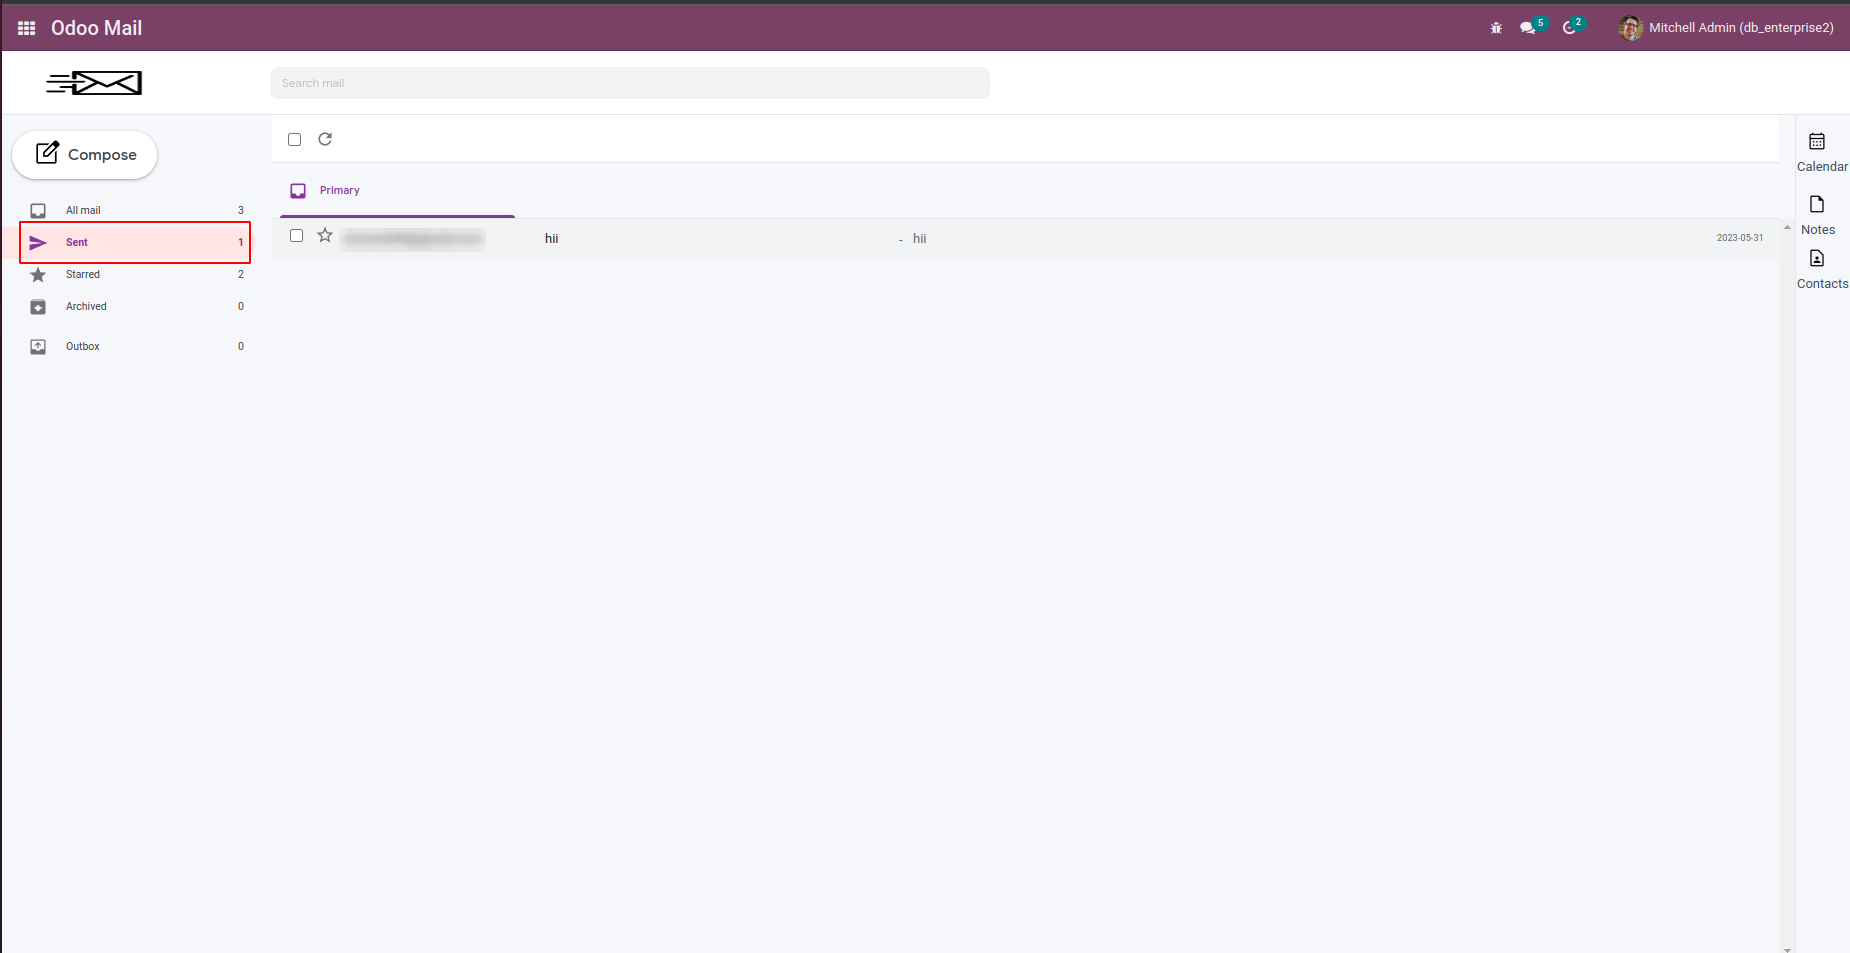 Odoo Mail
5
2
Mitchell Admin (db_enterprise2)
Search mail
Compose
All mail 3
Sent 1
Starred 2
Archived 0
Outbox 0
Primary
hii - hii 2023-05-31
Calendar
Notes
Contacts